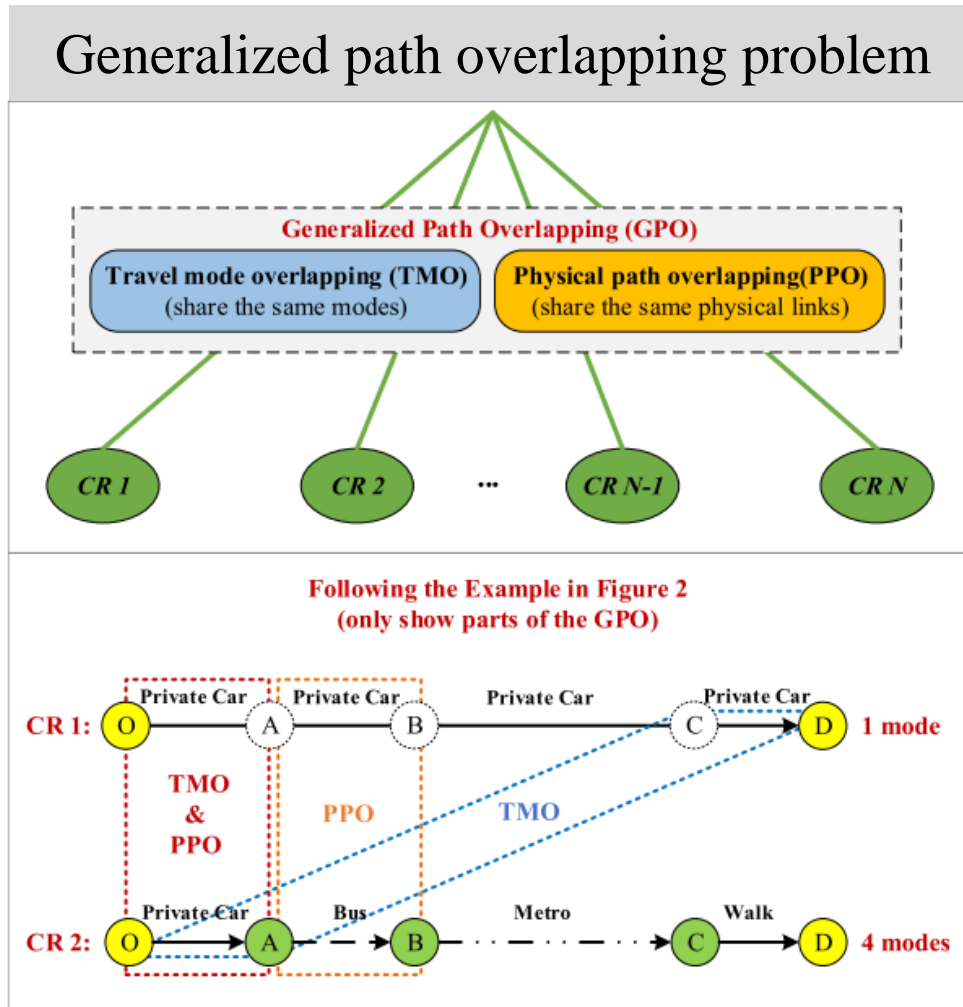 Generalized path overlapping problem
Generalized Path Overlapping (GPO)
Travel mode overlapping (TMO)
(share the same modes)
Physical path overlapping(PPO)
(share the same physical links)
CR 1
CR 2
...
CR N-1
CR N
Following the Example in Figure 2
(only show parts of the GPO)
Private Car Private Car Private Car Private Car
CR 1: O A B C D 1 mode
TMO
&
PPO
PPO
TMO
Private Car Bus Metro Walk
CR 2: O A B C D 4 modes